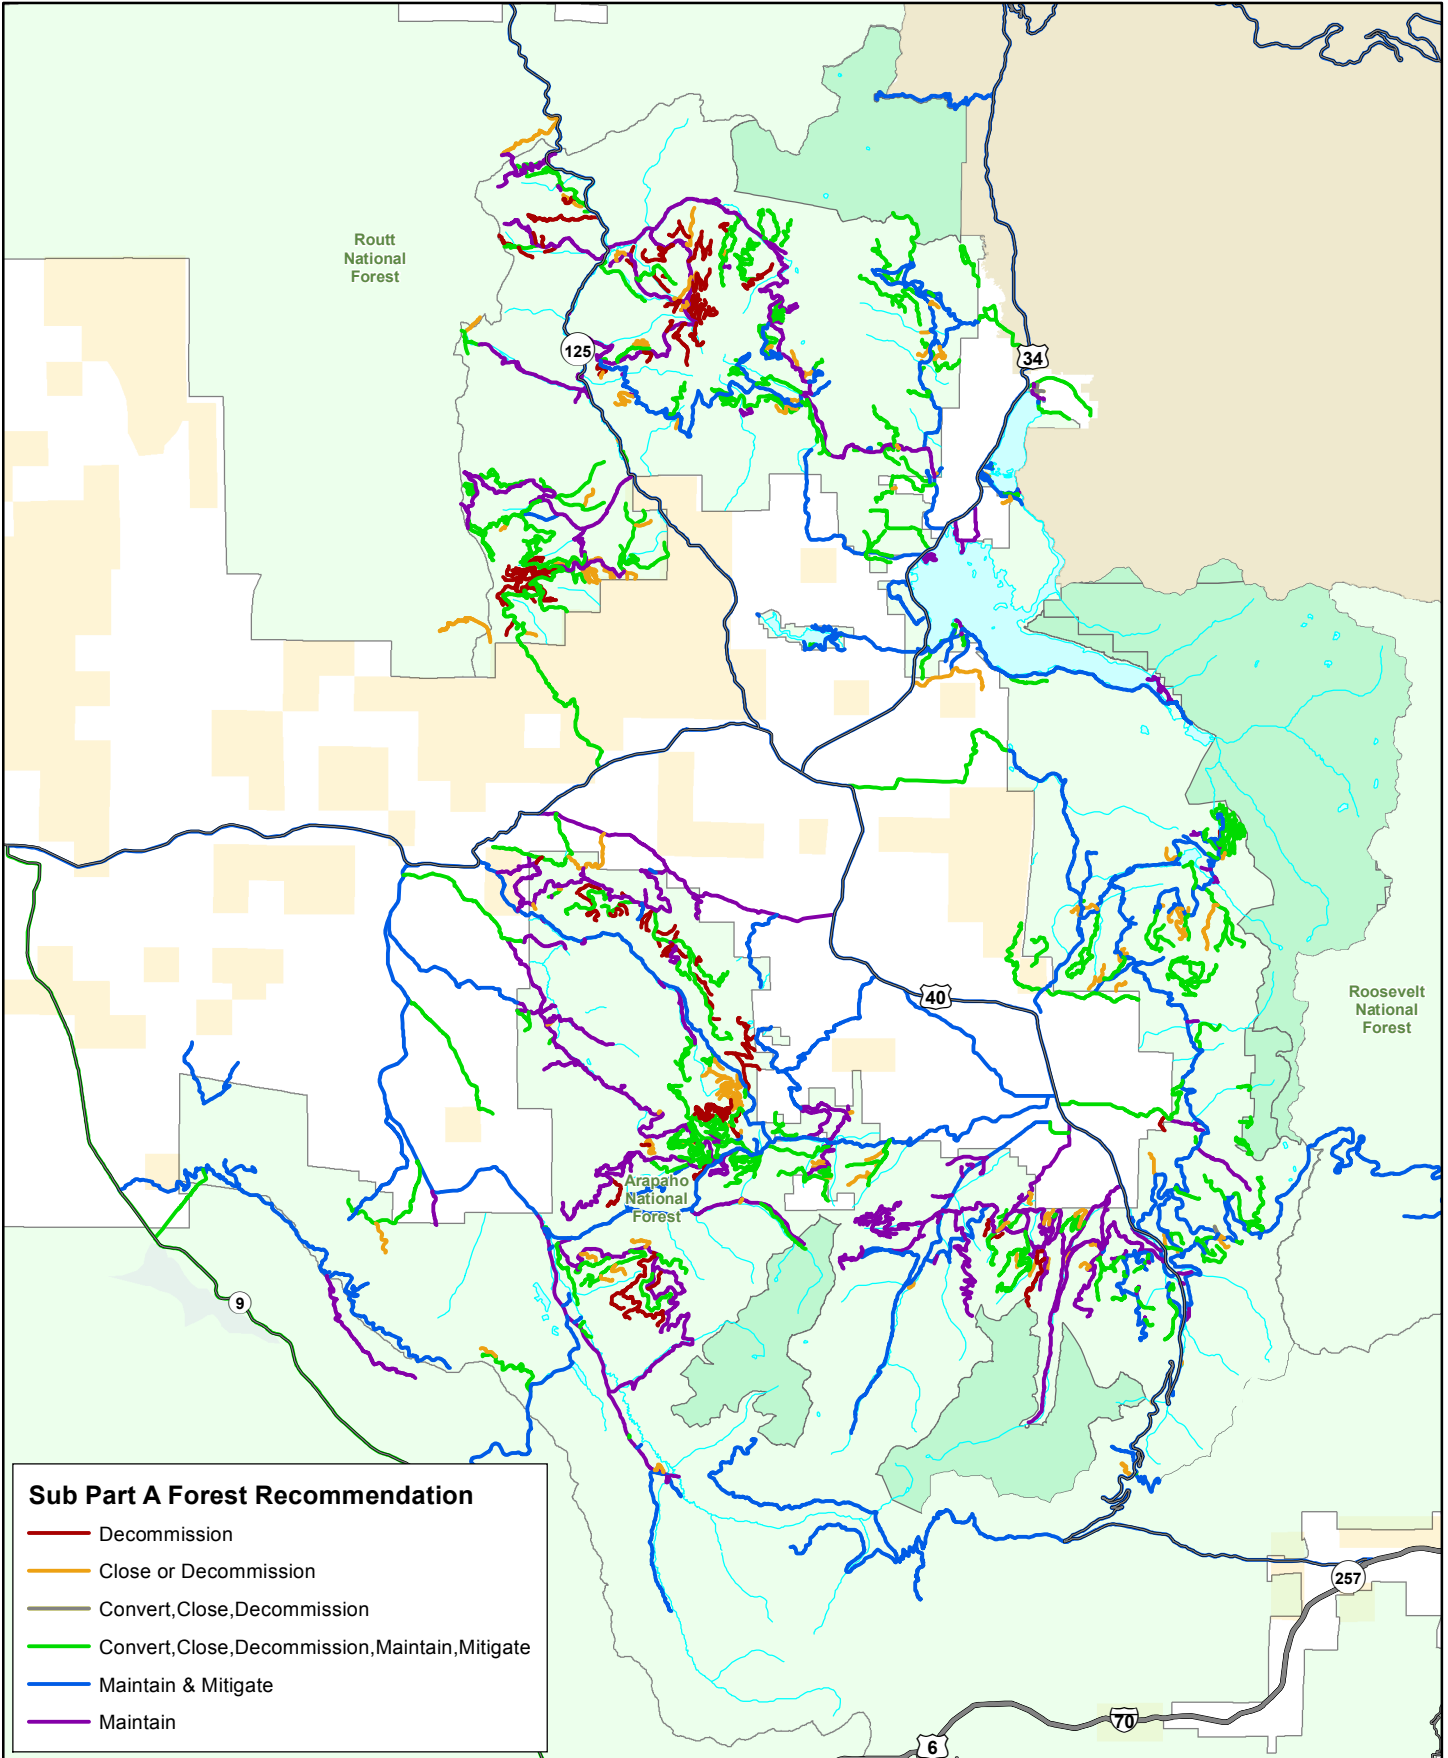 Routt
National
Forest
125
34
40
Roosevelt
National
Forest
Arapaho
National
Forest
9
257
70
6
Sub Part A Forest Recommendation
Decommission
Close or Decommission
Convert,Close,Decommission
Convert,Close,Decommission,Maintain,Mitigate
Maintain & Mitigate
Maintain